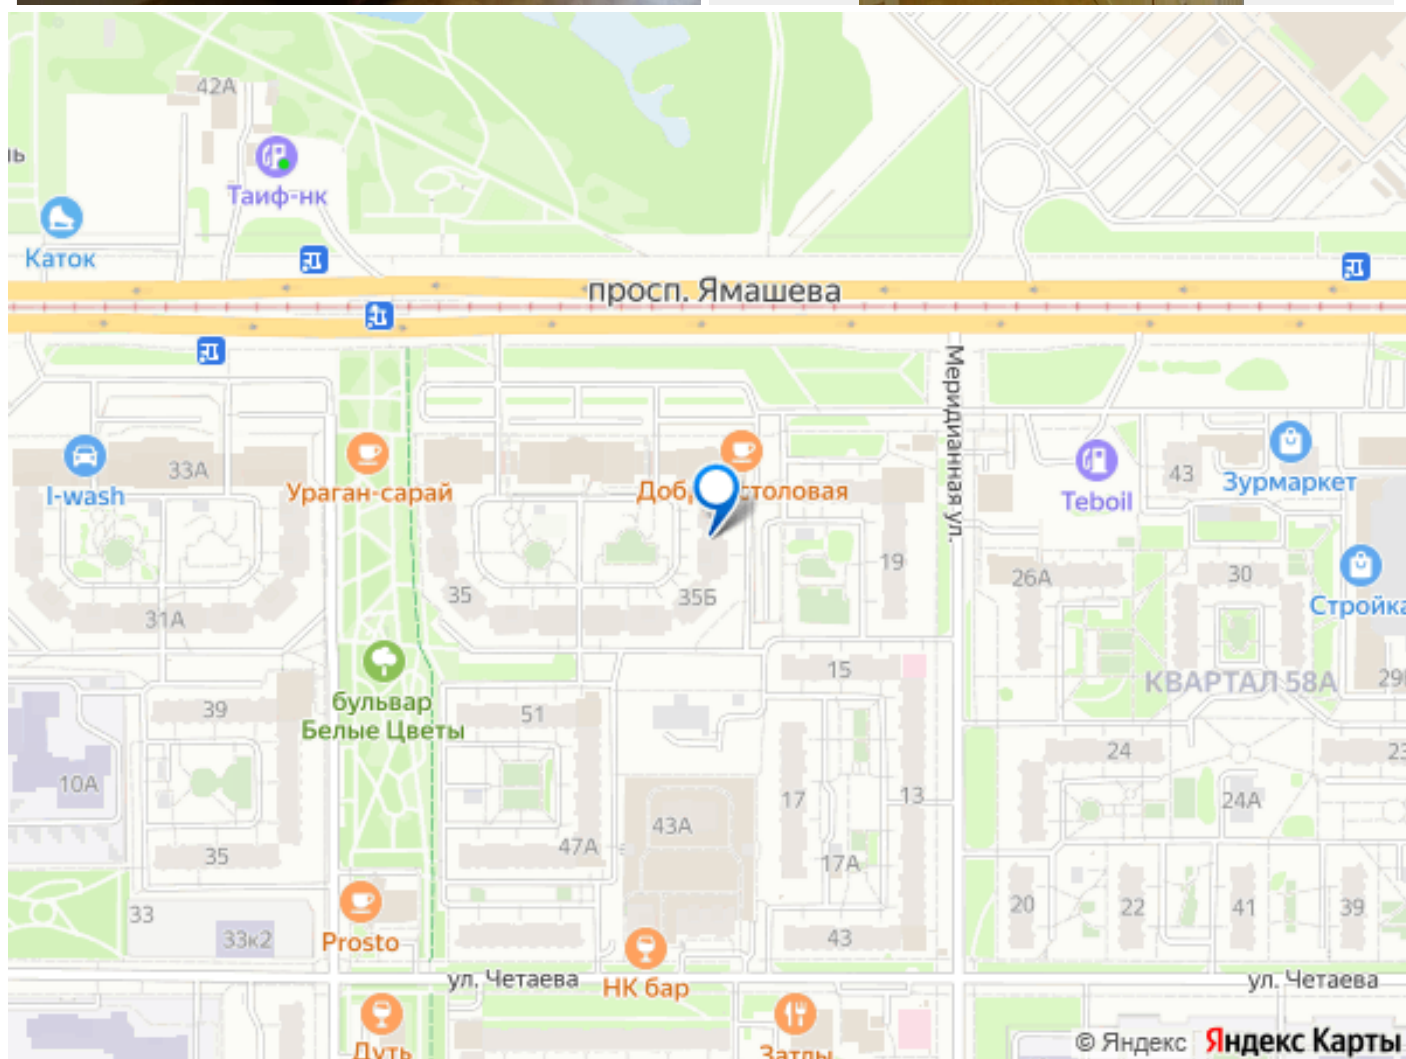 42А
ь
Таиф-нк
Каток
просп. Ямашева
Меридианная ул.
33А
I-wash
Ураган-сарай
столовая
43
Teboil
Зурмаркет
19
26А
30
35
35Б
31А
Стройка
15
КВАРТАЛ 58А
39
бульвар
Белые Цветы
51
24
10А
17
13
24А
43А
47А
17А
35
20
22
41
39
33
33к2
Prosto
43
ул. Четаева
НК бар
ул. Четаева
© Яндекс
Яндекс Карты